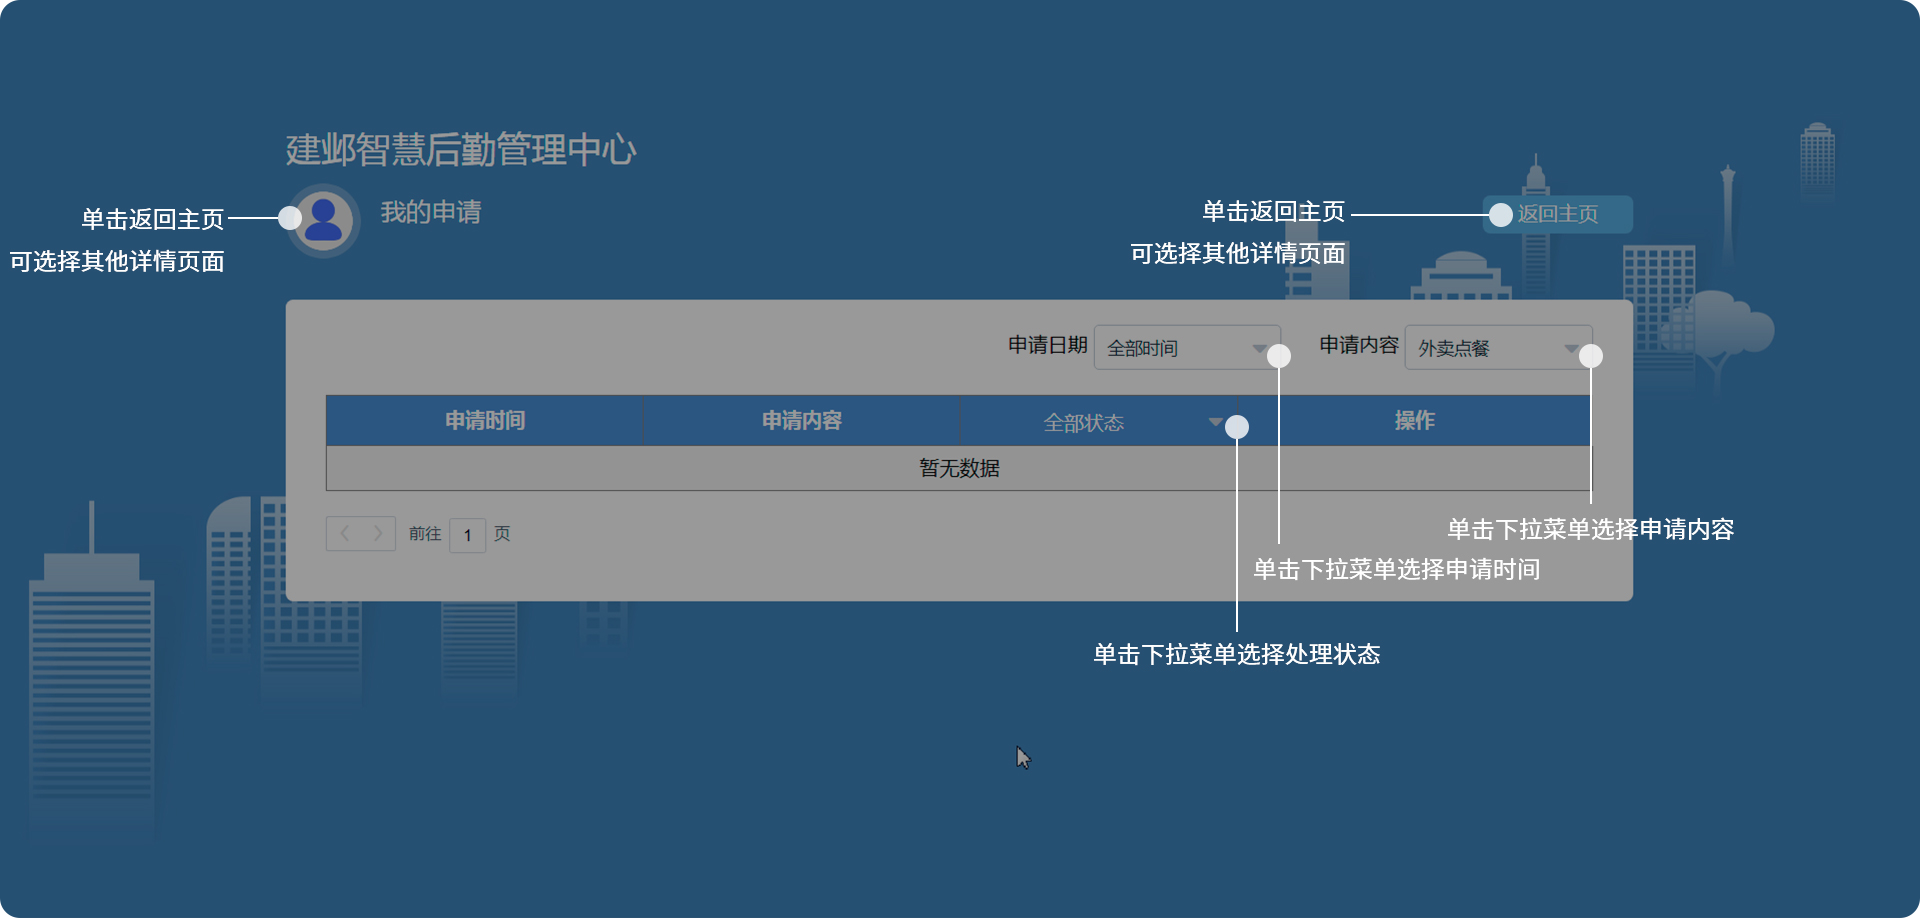 建邺智慧后勤管理中心
我的申请
单击返回主页
可选择其他详情页面
单击返回主页
可选择其他详情页面
返回主页
申请日期 全部时间 申请内容 外卖点餐
申请时间 申请内容 全部状态 操作
暂无数据
前往 1 页
单击下拉菜单选择申请内容
单击下拉菜单选择申请时间
单击下拉菜单选择处理状态